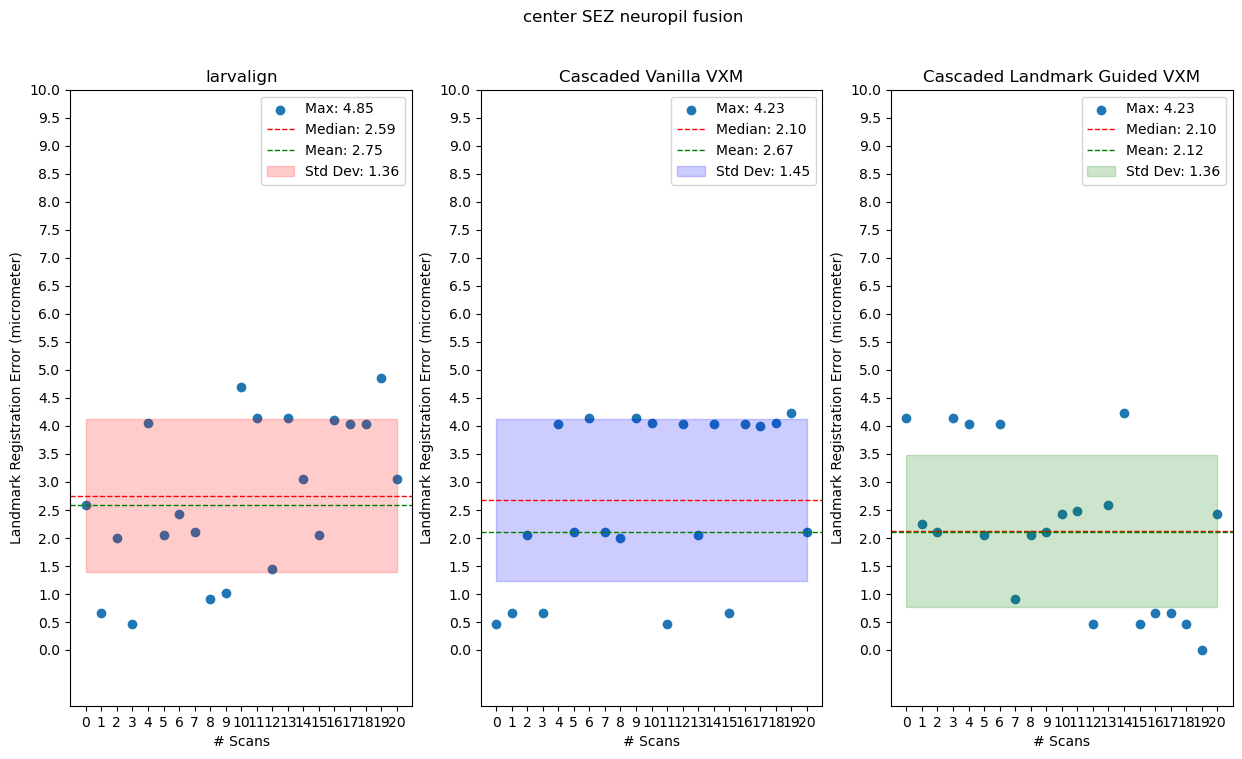 center SEZ neuropil fusion
larvalign
Landmark Registration Error (micrometer)
10.0
9.5
9.0
8.5
8.0
7.5
7.0
6.5
6.0
5.5
5.0
4.5
4.0
3.5
3.0
2.5
2.0
1.5
1.0
0.5
0.0
Max: 4.85
Median: 2.59
Mean: 2.75
Std Dev: 1.36
0 1 2 3 4 5 6 7 8 9 10 11 12 13 14 15 16 17 18 19 20
# Scans
Cascaded Vanilla VXM
Landmark Registration Error (micrometer)
10.0
9.5
9.0
8.5
8.0
7.5
7.0
6.5
6.0
5.5
5.0
4.5
4.0
3.5
3.0
2.5
2.0
1.5
1.0
0.5
0.0
Max: 4.23
Median: 2.10
Mean: 2.67
Std Dev: 1.45
0 1 2 3 4 5 6 7 8 9 10 11 12 13 14 15 16 17 18 19 20
# Scans
Cascaded Landmark Guided VXM
Landmark Registration Error (micrometer)
10.0
9.5
9.0
8.5
8.0
7.5
7.0
6.5
6.0
5.5
5.0
4.5
4.0
3.5
3.0
2.5
2.0
1.5
1.0
0.5
0.0
Max: 4.23
Median: 2.10
Mean: 2.12
Std Dev: 1.36
0 1 2 3 4 5 6 7 8 9 10 11 12 13 14 15 16 17 18 19 20
# Scans